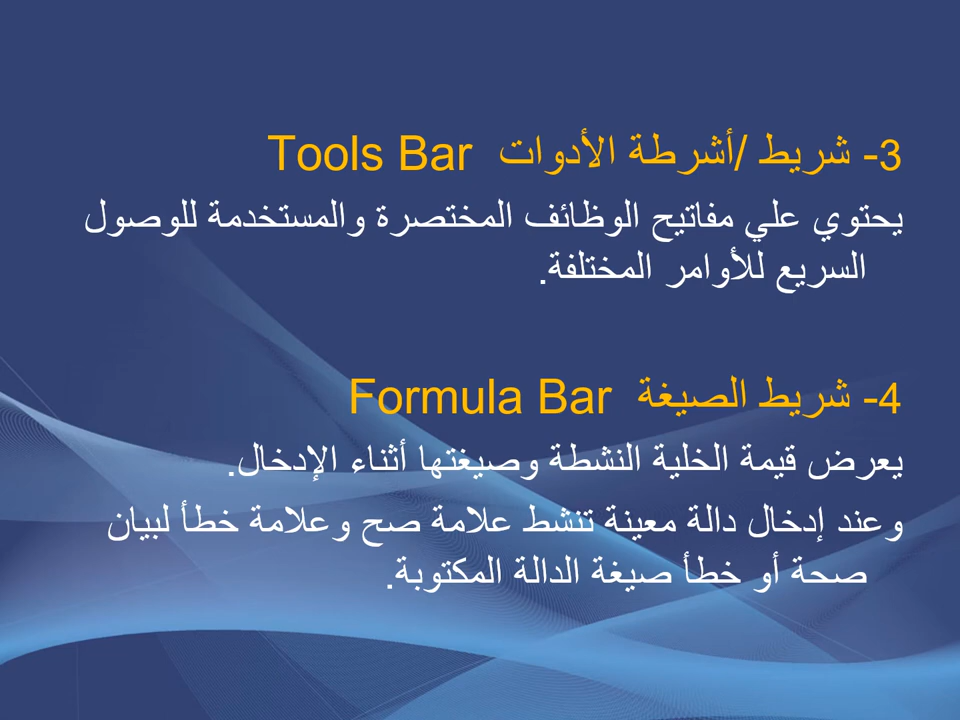 3- شريط /أشرطة الأدوات Tools Bar
يحتوي علي مفاتيح الوظائف المختصرة والمستخدمة للوصول
السريع للأوامر المختلفة.
4- شريط الصيغة Formula Bar
يعرض قيمة الخلية النشطة وصيغتها أثناء الإدخال.
وعند إدخال دالة معينة تنشط علامة صح وعلامة خطأ لبيان
صحة أو خطأ صيغة الدالة المكتوبة.